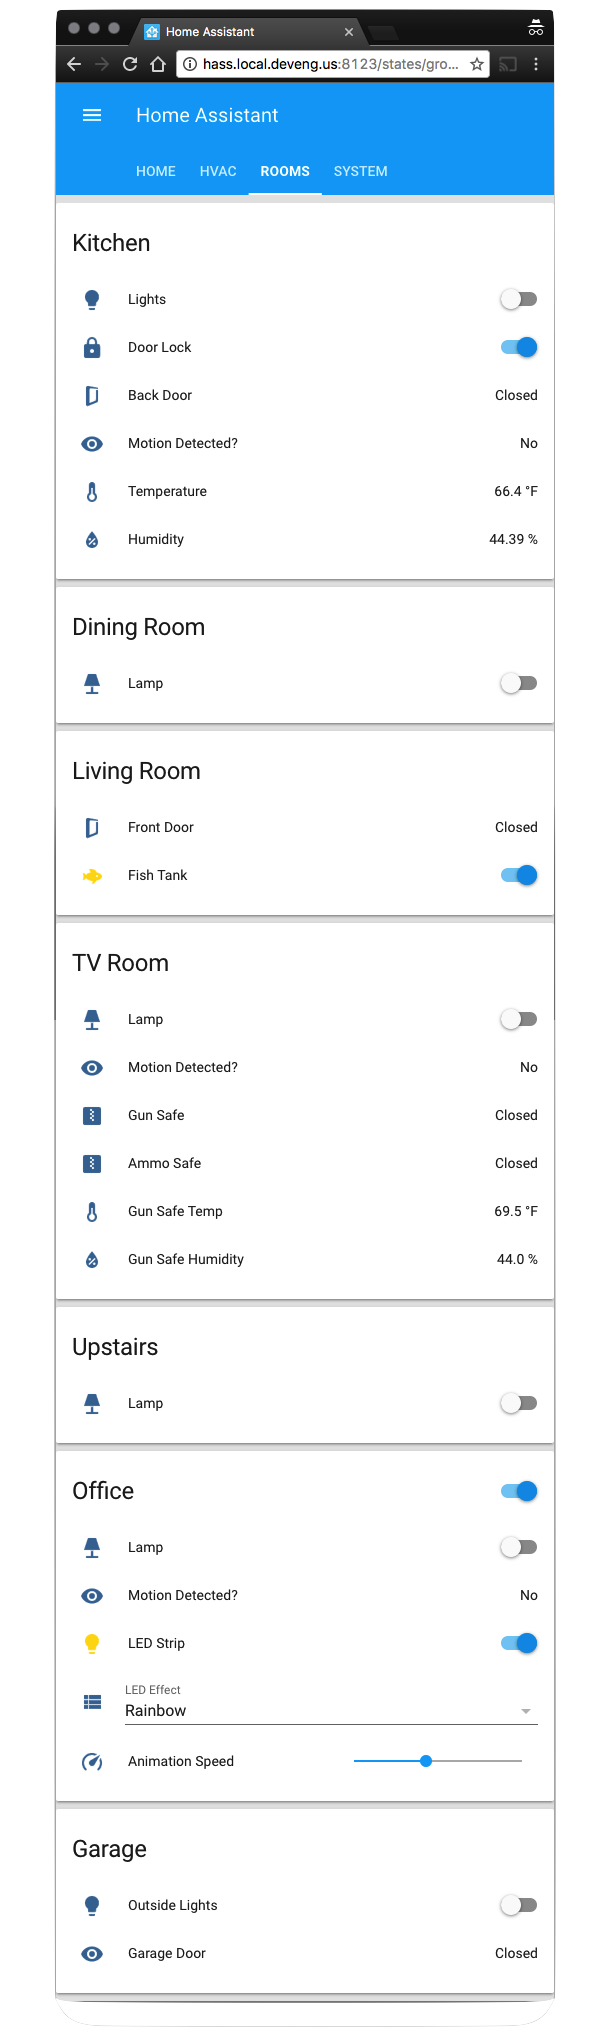 Home Assistant
hass.local.deveng.us:8123/states/gro...
Home Assistant
HOME HVAC ROOMS SYSTEM
Kitchen
Lights
Door Lock
Back Door Closed
Motion Detected? No
Temperature 66.4 °F
Humidity 44.39 %
Dining Room
Lamp
Living Room
Front Door Closed
Fish Tank
TV Room
Lamp
Motion Detected? No
Gun Safe Closed
Ammo Safe Closed
Gun Safe Temp 69.5 °F
Gun Safe Humidity 44.0 %
Upstairs
Lamp
Office
Lamp
Motion Detected? No
LED Strip
LED Effect
Rainbow
Animation Speed
Garage
Outside Lights
Garage Door Closed